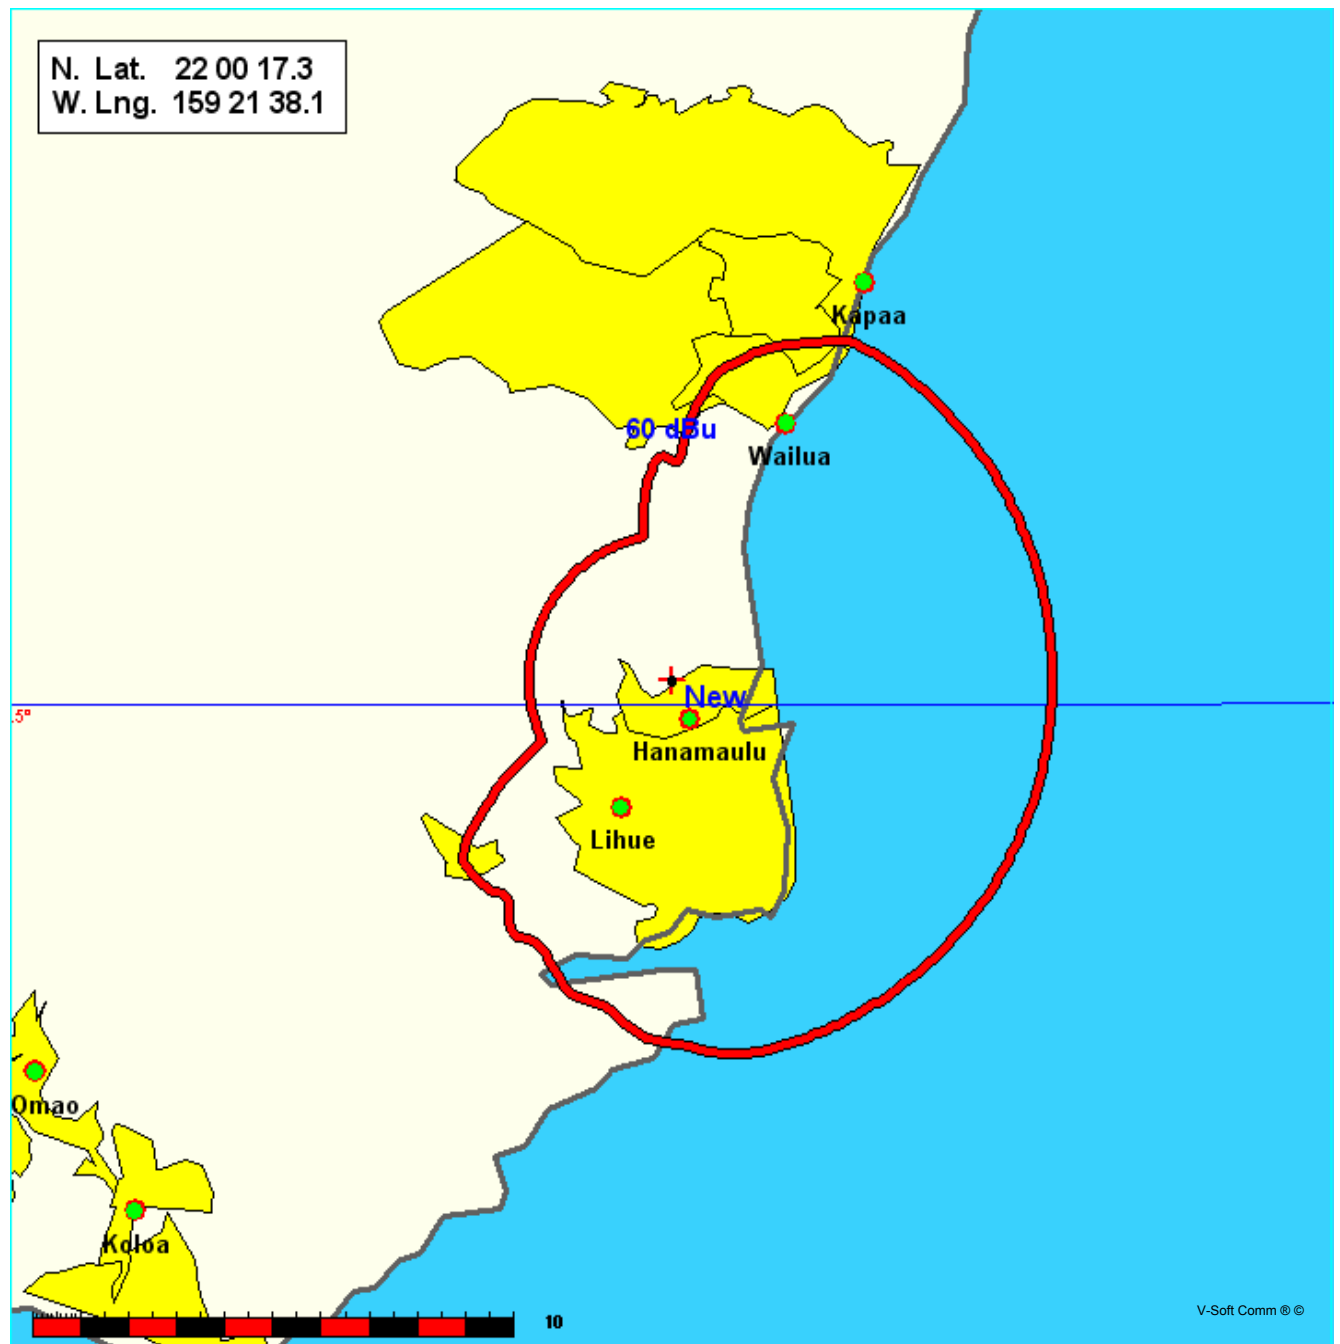 N. Lat. 22 00 17.3
W. Lng. 159 21 38.1
Kapaa
60 dBu
Wailua
New
.5°
Hanamaulu
Lihue
Omao
Koloa
10
V-Soft Comm ® ©